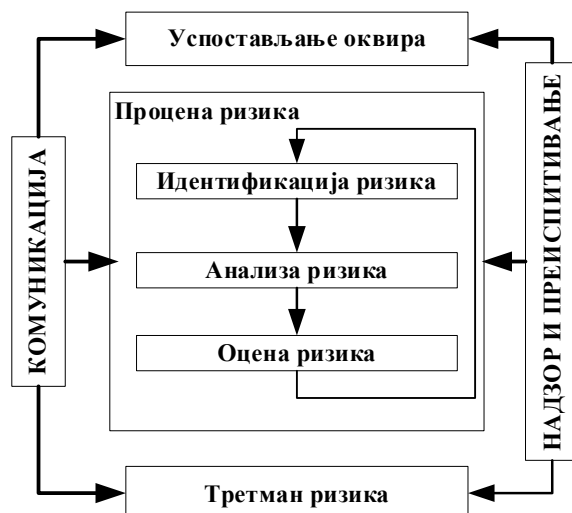 Успостављање оквира
Процена ризика
Идентификација ризика
КОМУНИКАЦИЈА
Анализа ризика
НАДЗОР И ПРЕИСПИТИВАЊЕ
Оцена ризика
Третман ризика